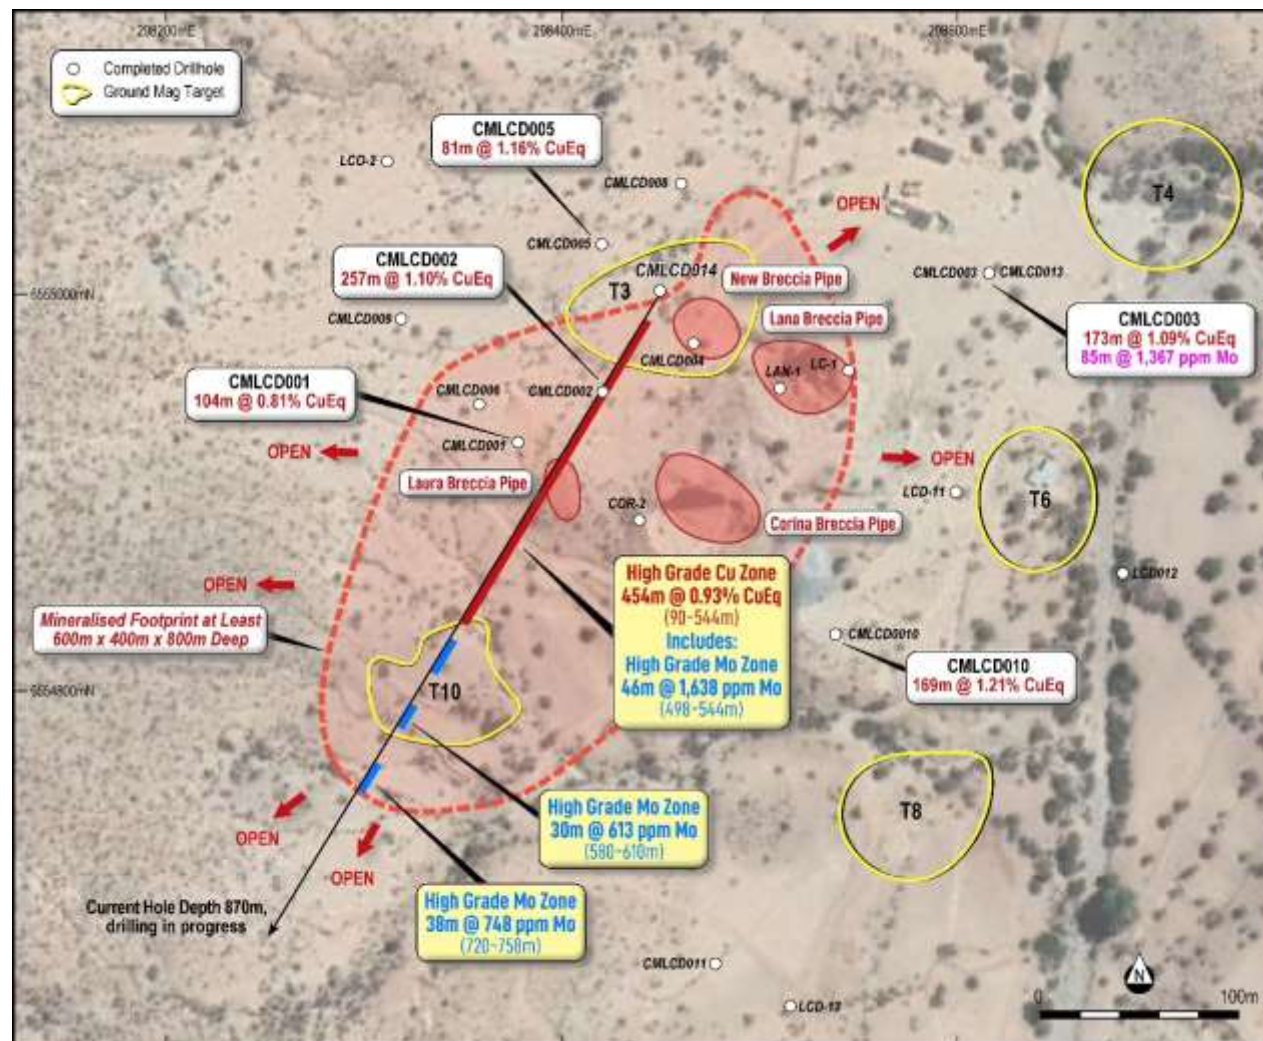 298200mE
298400mE
298600mE
Completed Drillhole
Ground Mag Target
CMLCD005
81m @ 1.16% CuEq
LCD-2
CMLCD008
T4
OPEN
CMLCD005
CMLCD002
257m @ 1.10% CuEq
CMLCD014
T3
New Breccia Pipe
CMLCD003
CMLCD013
6555000mN
CMLCD009
Lana Breccia Pipe
CMLCD003
173m @ 1.09% CuEq
85m @ 1,367 ppm Mo
CMLCD004
LAN-1
LC-1
CMLCD001
104m @ 0.81% CuEq
CMLCD006
CMLCD002
CMLCD001
OPEN
OPEN
Laura Breccia Pipe
LCD-11
T6
COR-2
Corina Breccia Pipe
OPEN
High Grade Cu Zone
454m @ 0.93% CuEq
(90-544m)
Includes:
High Grade Mo Zone
46m @ 1,638 ppm Mo
(498-544m)
LCD012
Mineralised Footprint at Least
600m x 400m x 800m Deep
CMLCD0010
CMLCD010
169m @ 1.21% CuEq
6554800mN
T10
T8
High Grade Mo Zone
30m @ 613 ppm Mo
(580-610m)
OPEN
OPEN
High Grade Mo Zone
38m @ 748 ppm Mo
(720-758m)
Current Hole Depth 870m,
drilling in progress
CMLCD011
LCD-13
N
0
100m